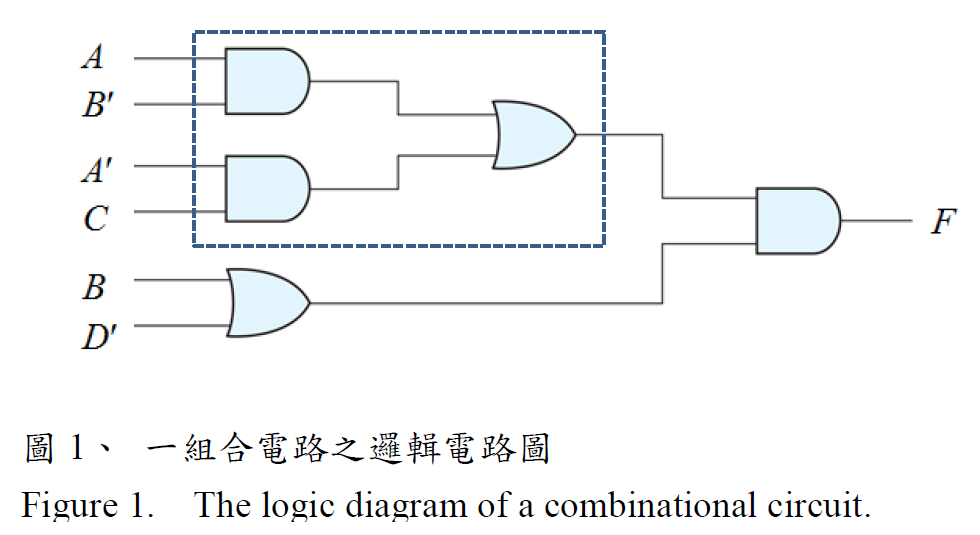 A
B'
A'
C
B
D'
F
圖 1、 一組合電路之邏輯電路圖
Figure 1. The logic diagram of a combinational circuit.